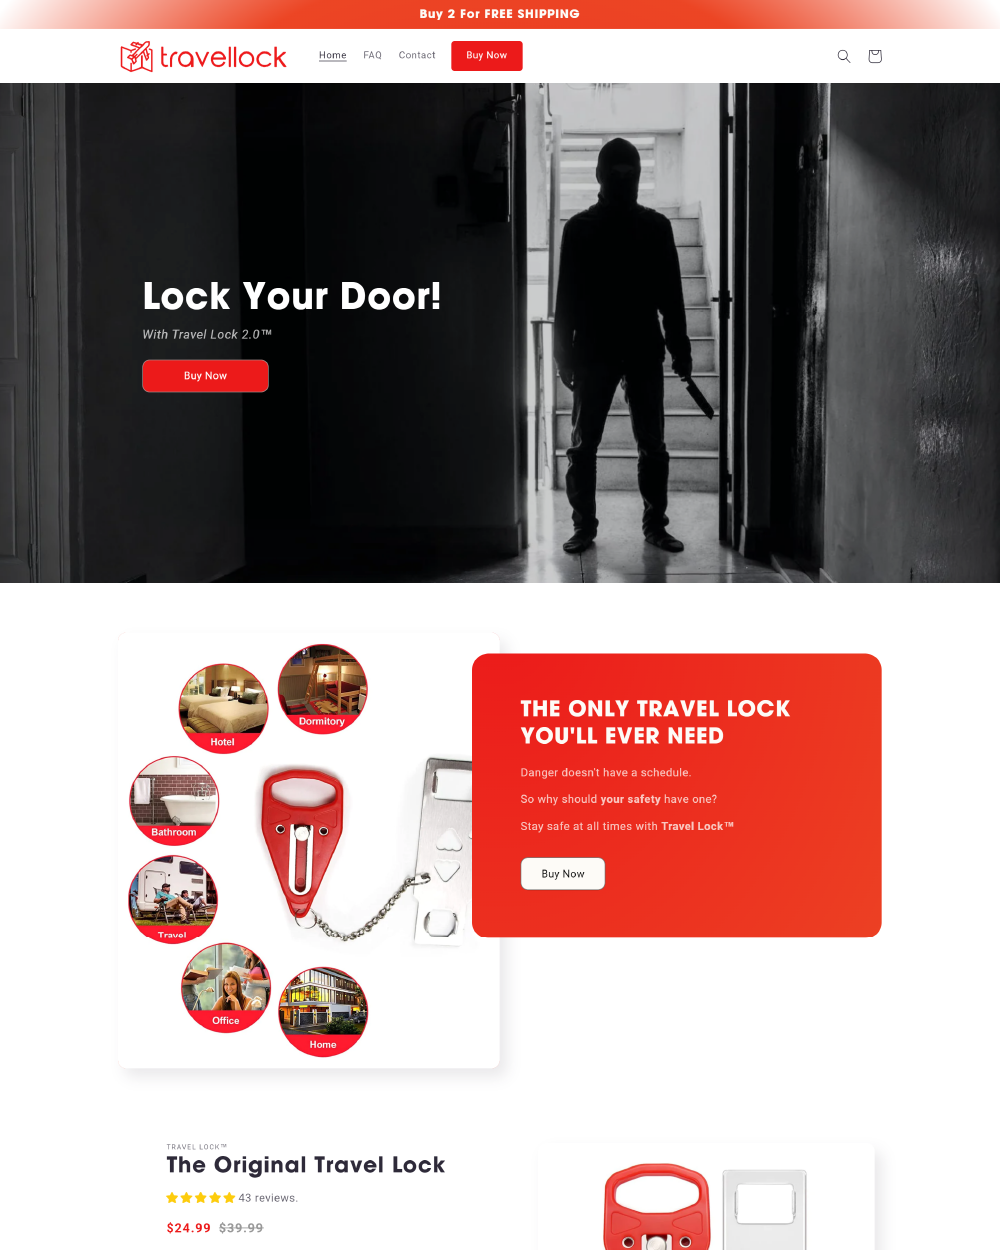 Buy 2 For FREE SHIPPING
travellock
Home
FAQ
Contact
Buy Now
Lock Your Door!
With Travel Lock 2.0™
Buy Now
Dormitory
Hotel
Bathroom
Travel
Office
Home
THE ONLY TRAVEL LOCK
YOU'LL EVER NEED
Danger doesn't have a schedule.
So why should your safety have one?
Stay safe at all times with Travel Lock™
Buy Now
TRAVEL LOCK™
The Original Travel Lock
43 reviews.
$24.99 $39.99